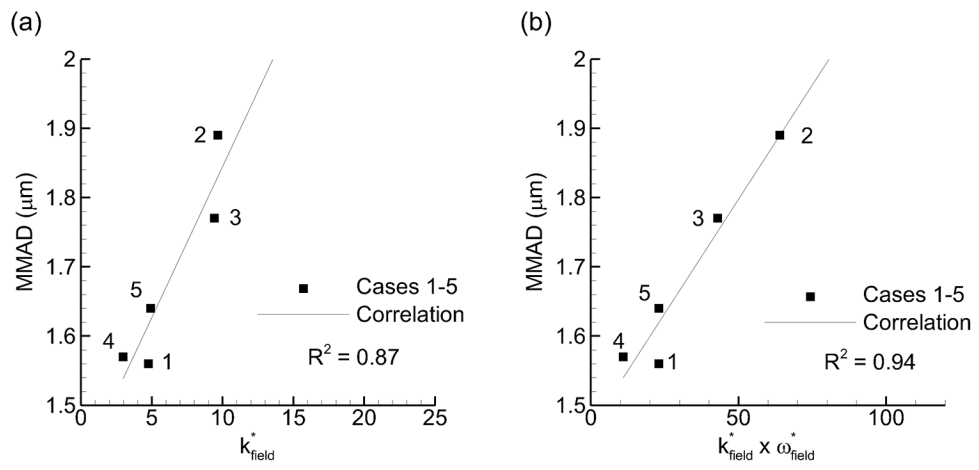 (a)
2
1.9
1.8
1.7
1.6
1.5
MMAD (μm)
2
3
5
4
1
Cases 1-5
Correlation
R² = 0.87
0 5 10 15 20 25
k*field
(b)
2
1.9
1.8
1.7
1.6
1.5
MMAD (μm)
2
3
5
4
1
Cases 1-5
Correlation
R² = 0.94
0 50 100
k*field x ω*field